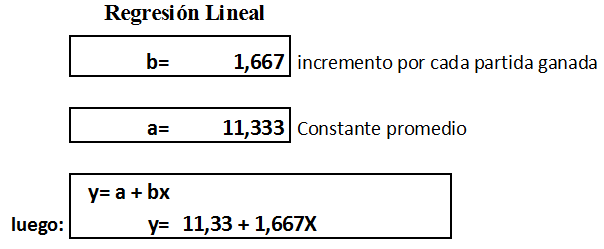 Regresión Lineal
b= 1,667 incremento por cada partida ganada
a= 11,333 Constante promedio
y= a + bx
luego: y= 11,33 + 1,667X